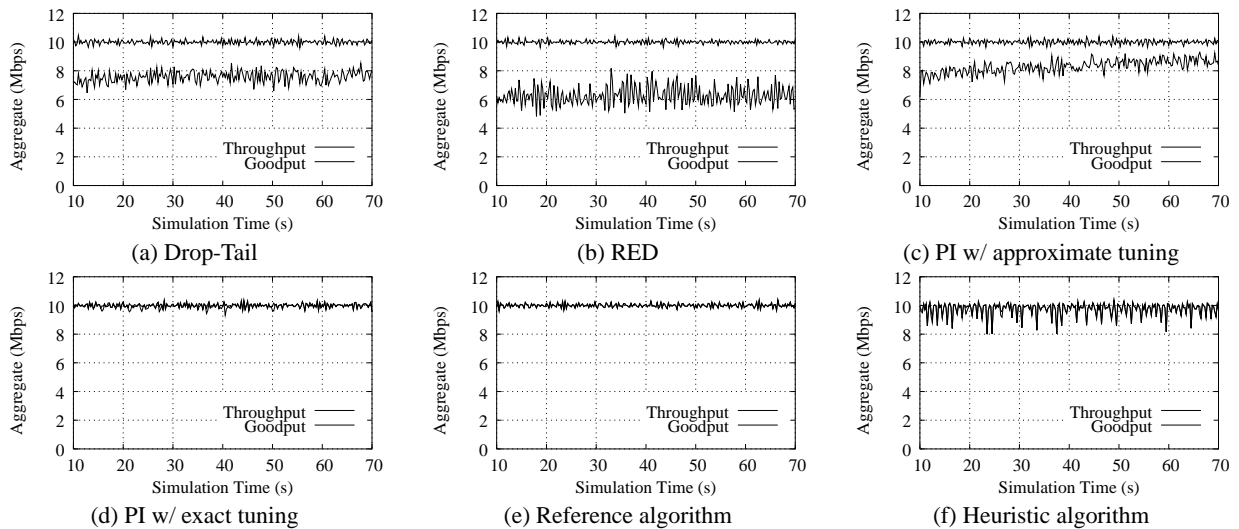 Aggregate (Mbps)
12
10
8
6
4
2
0
Throughput
Goodput
10 20 30 40 50 60 70
Simulation Time (s)
(a) Drop-Tail
Aggregate (Mbps)
12
10
8
6
4
2
0
Throughput
Goodput
10 20 30 40 50 60 70
Simulation Time (s)
(b) RED
Aggregate (Mbps)
12
10
8
6
4
2
0
Throughput
Goodput
10 20 30 40 50 60 70
Simulation Time (s)
(c) PI w/ approximate tuning
Aggregate (Mbps)
12
10
8
6
4
2
0
Throughput
Goodput
10 20 30 40 50 60 70
Simulation Time (s)
(d) PI w/ exact tuning
Aggregate (Mbps)
12
10
8
6
4
2
0
Throughput
Goodput
10 20 30 40 50 60 70
Simulation Time (s)
(e) Reference algorithm
Aggregate (Mbps)
12
10
8
6
4
2
0
Throughput
Goodput
10 20 30 40 50 60 70
Simulation Time (s)
(f) Heuristic algorithm